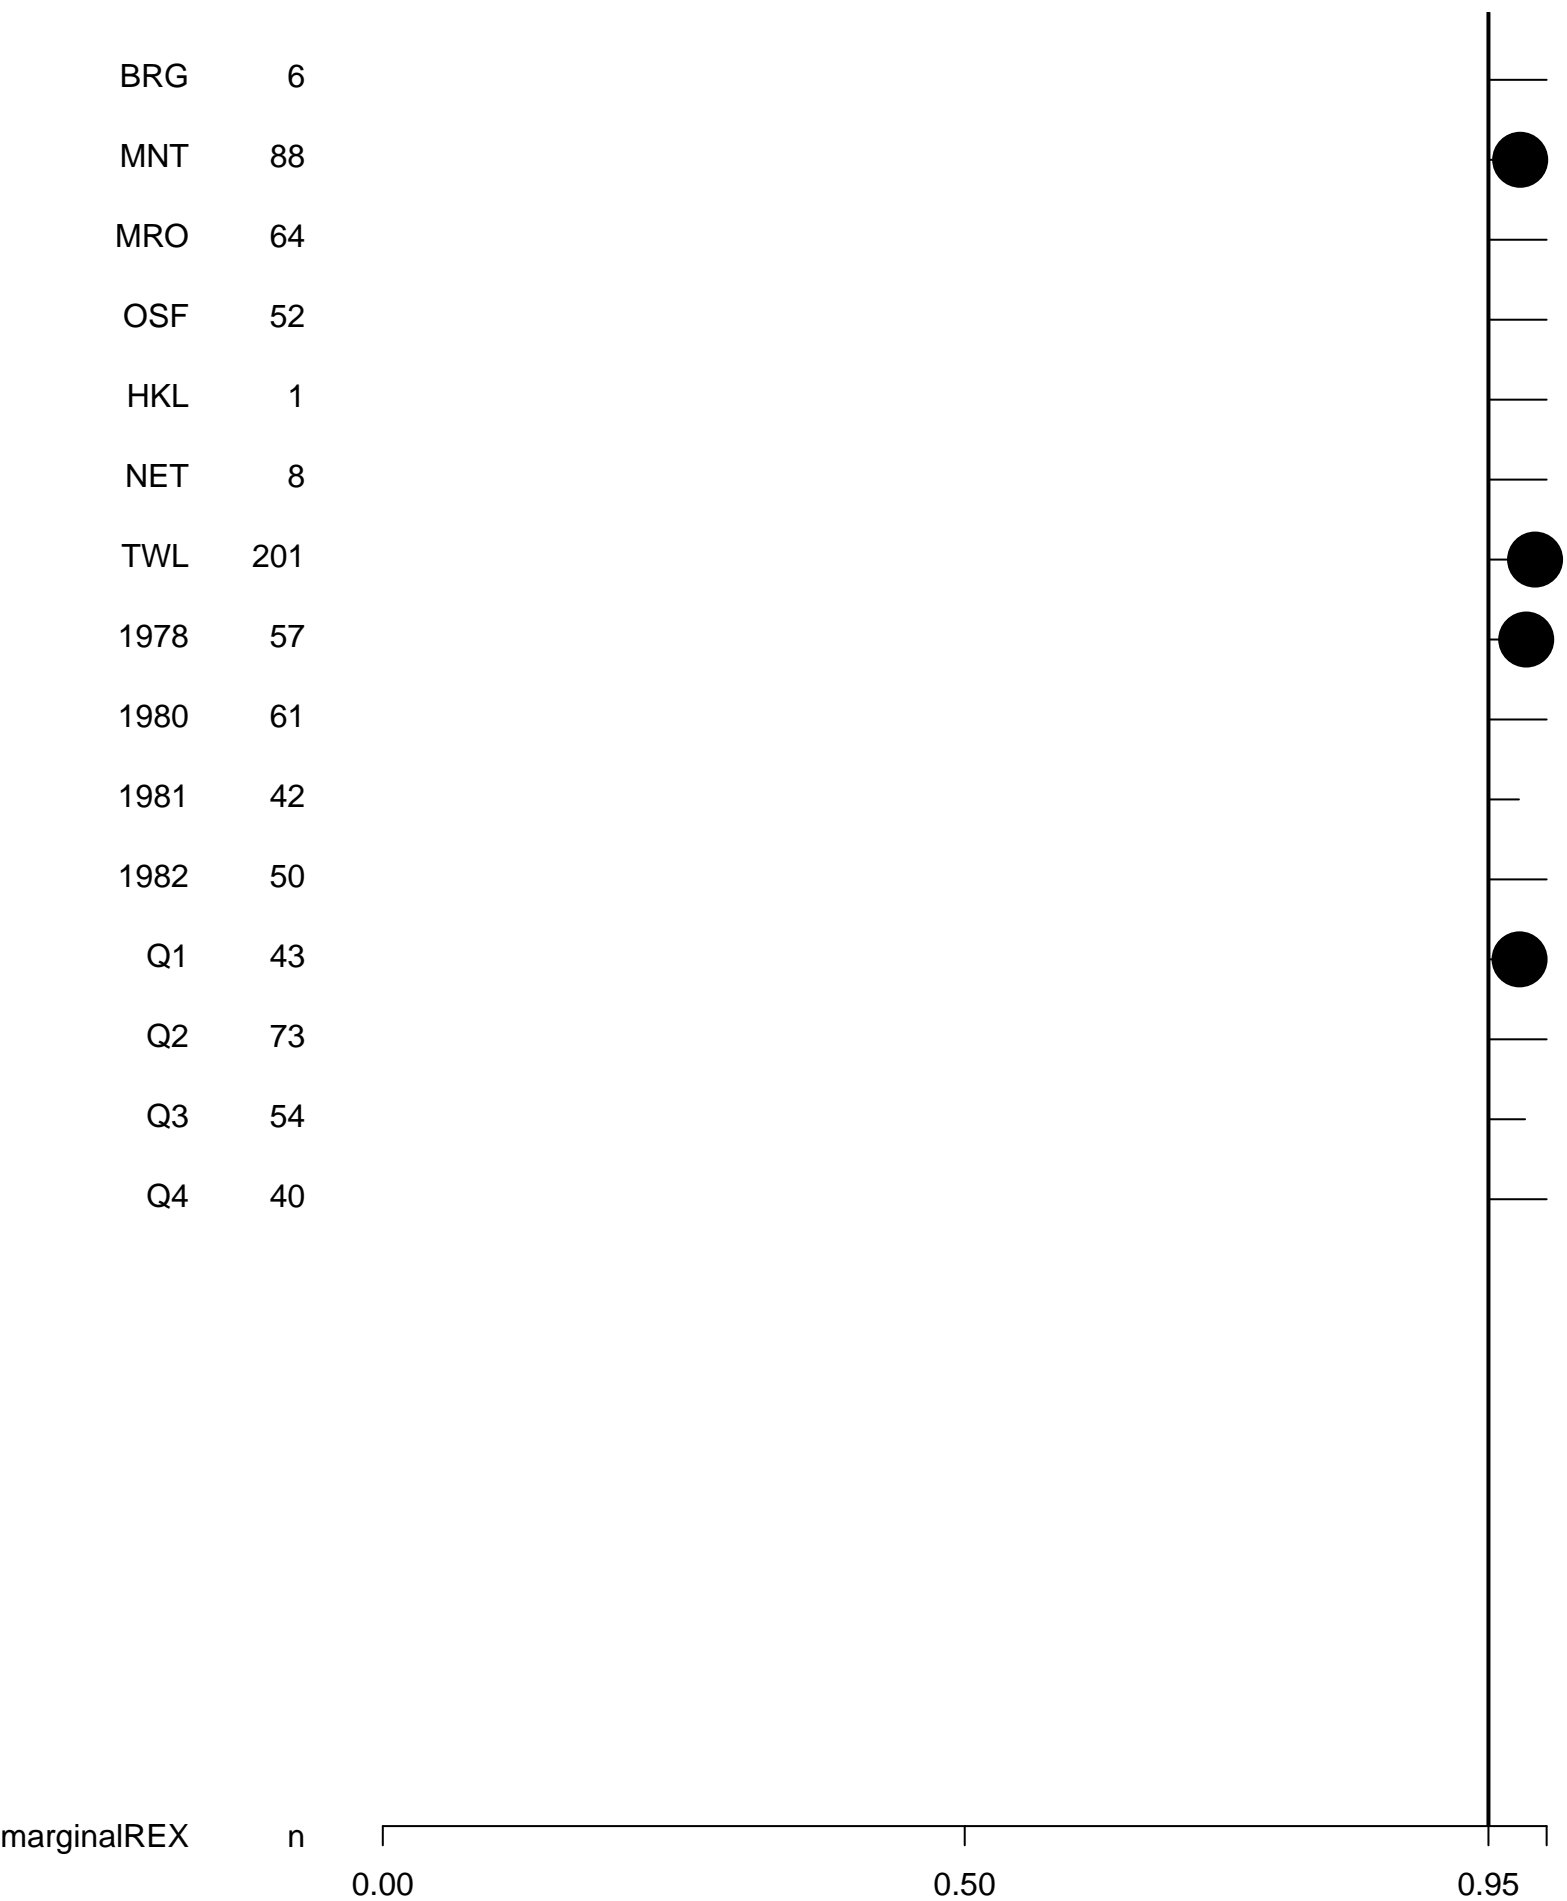 BRG 6
MNT 88
MRO 64
OSF 52
HKL 1
NET 8
TWL 201
1978 57
1980 61
1981 42
1982 50
Q1 43
Q2 73
Q3 54
Q4 40
marginalREX n
0.00 0.50 0.95